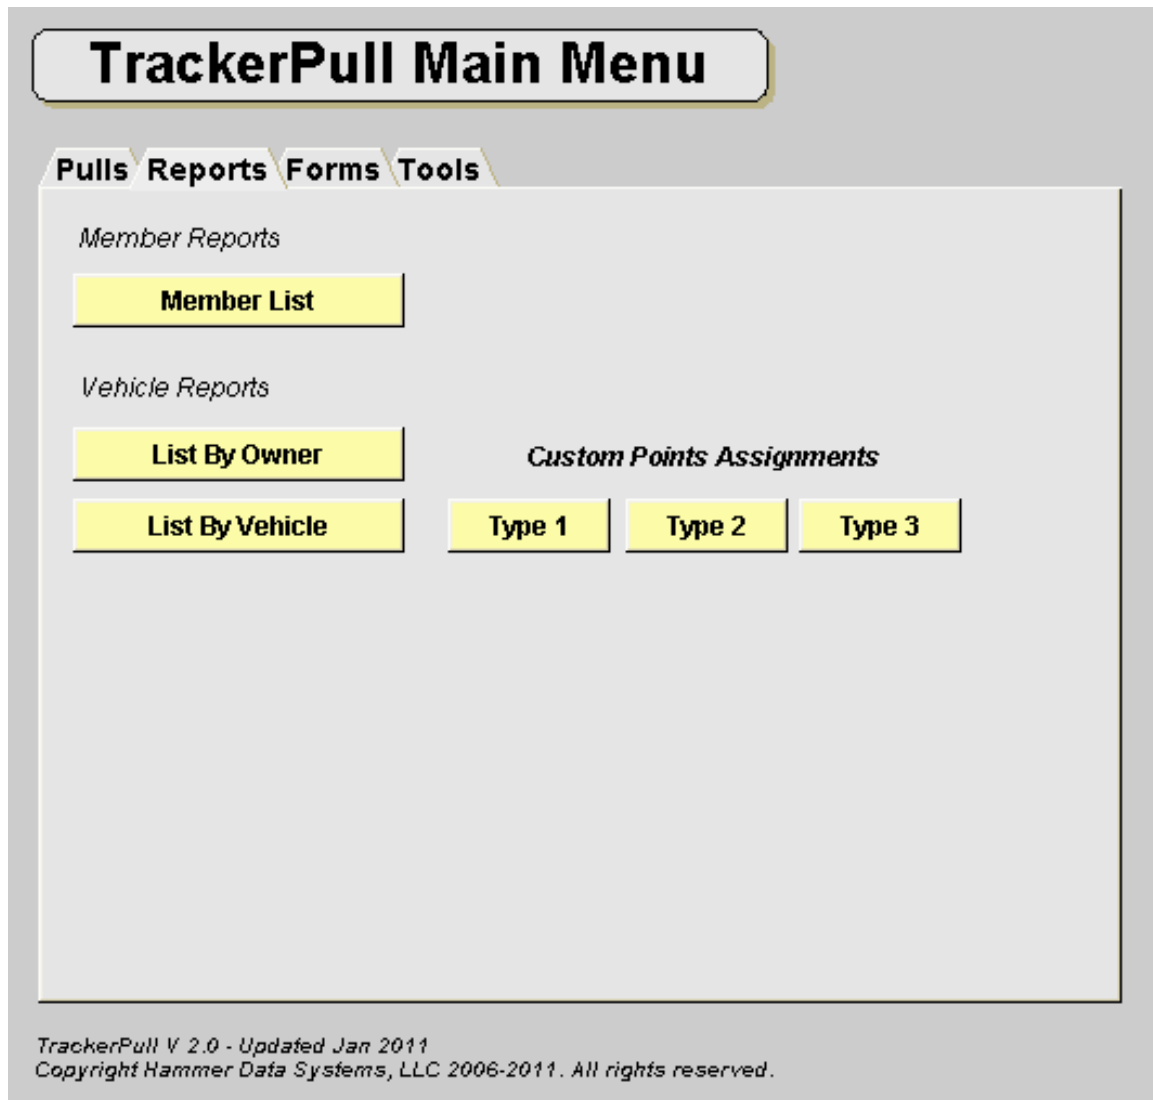 TrackerPull Main Menu
Pulls Reports Forms Tools
Member Reports
Member List
Vehicle Reports
List By Owner
Custom Points Assignments
List By Vehicle
Type 1
Type 2
Type 3
TrackerPull V 2.0 - Updated Jan 2011
Copyright Hammer Data Systems, LLC 2006-2011. All rights reserved.